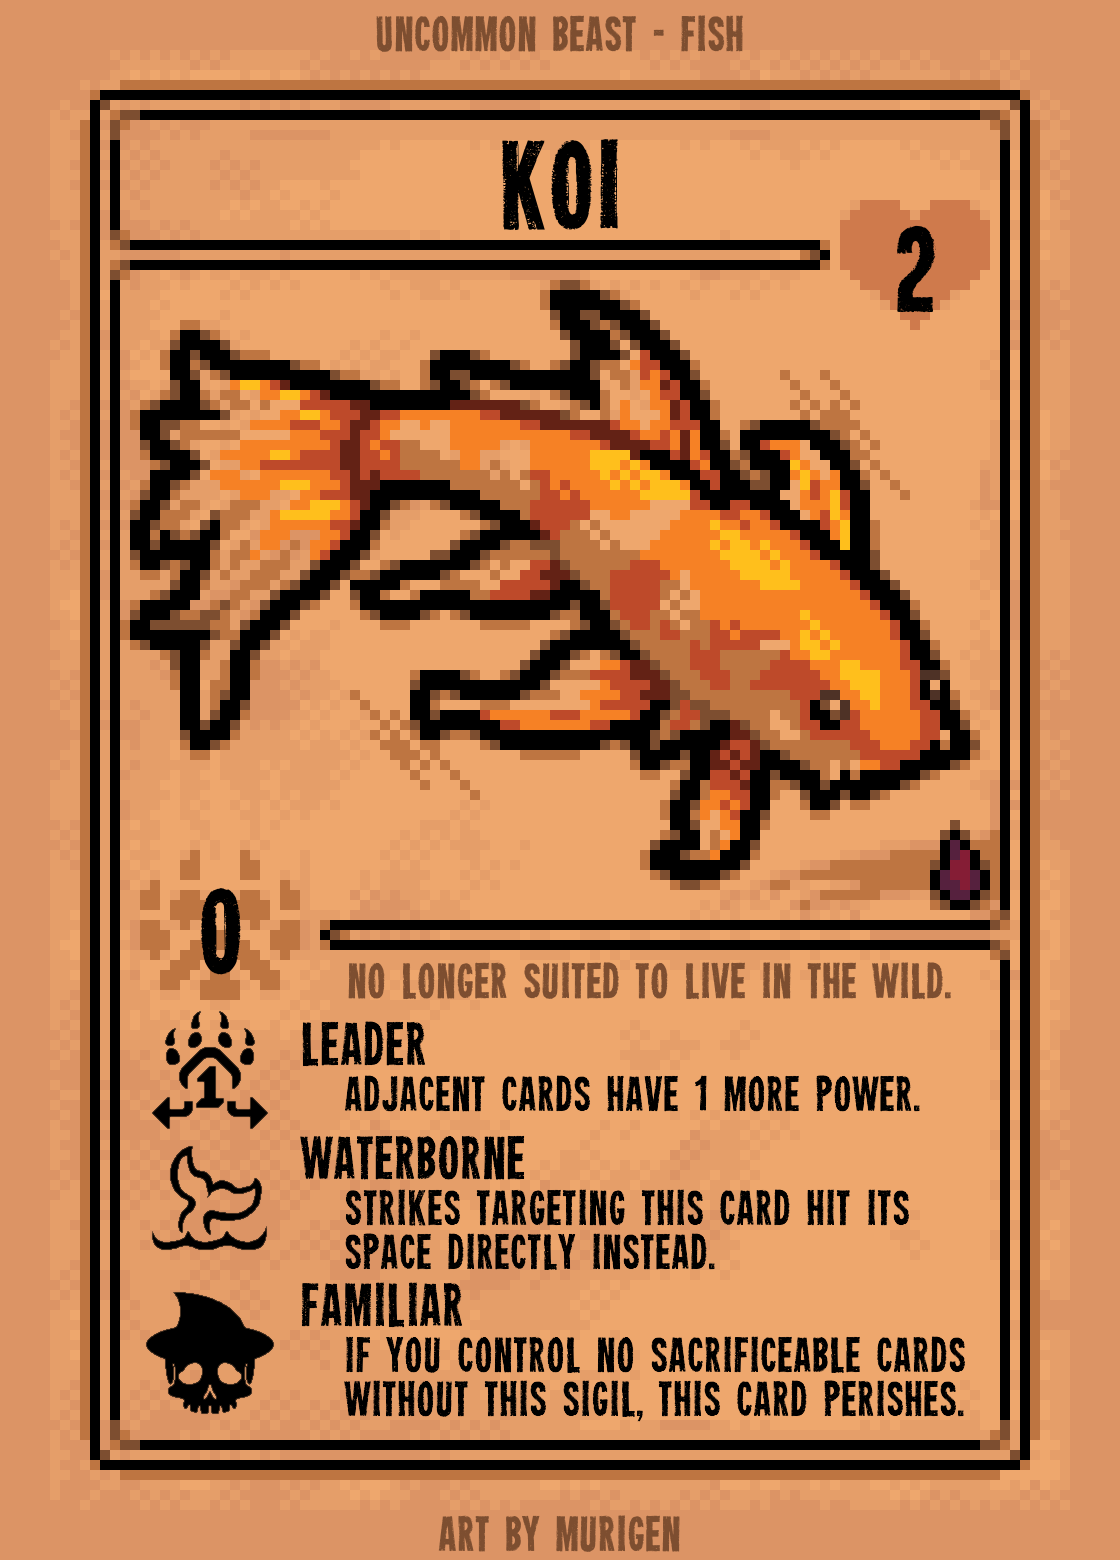 UNCOMMON BEAST - FISH
KOI
2
0
NO LONGER SUITED TO LIVE IN THE WILD.
LEADER
1
ADJACENT CARDS HAVE 1 MORE POWER.
WATERBORNE
STRIKES TARGETING THIS CARD HIT ITS
SPACE DIRECTLY INSTEAD.
FAMILIAR
IF YOU CONTROL NO SACRIFICEABLE CARDS
WITHOUT THIS SIGIL, THIS CARD PERISHES.
ART BY MURIGEN